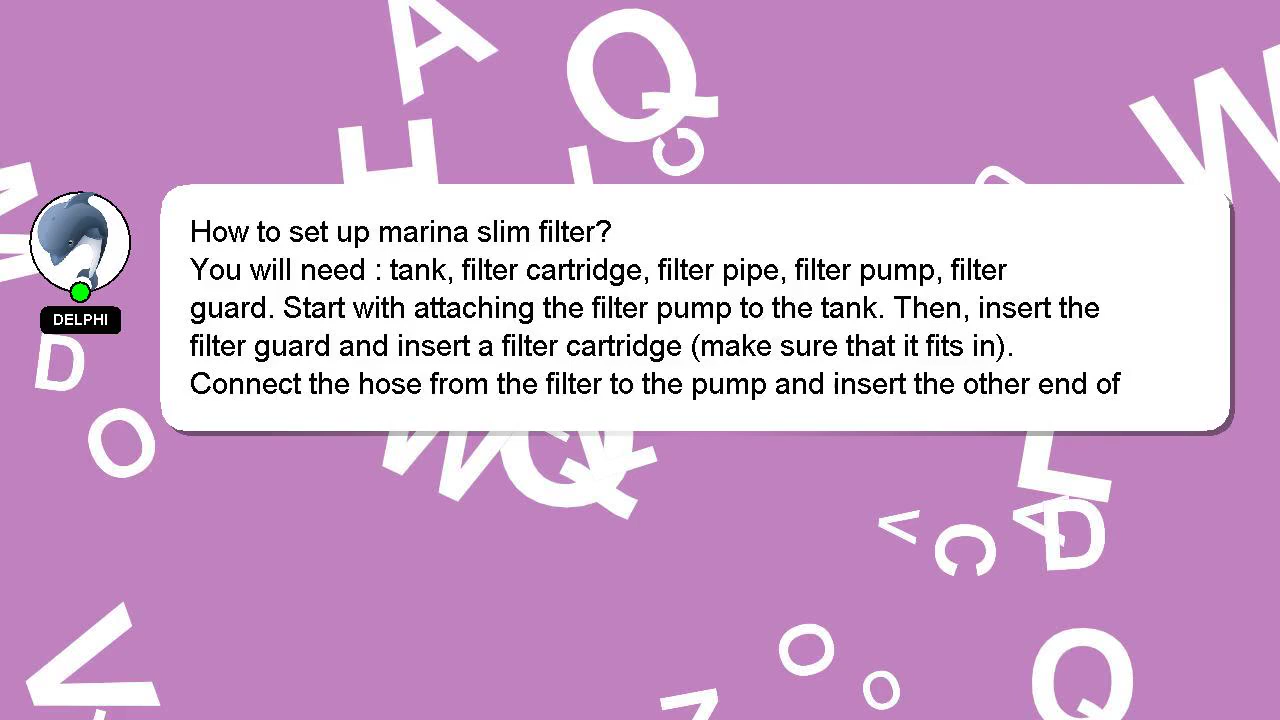 How to set up marina slim filter?
You will need : tank, filter cartridge, filter pipe, filter pump, filter
guard. Start with attaching the filter pump to the tank. Then, insert the
filter guard and insert a filter cartridge (make sure that it fits in).
Connect the hose from the filter to the pump and insert the other end of
DELPHI
A
Q
H
C
W
D
O
W
Q
L
V
C
A
D
V
O
O
Q